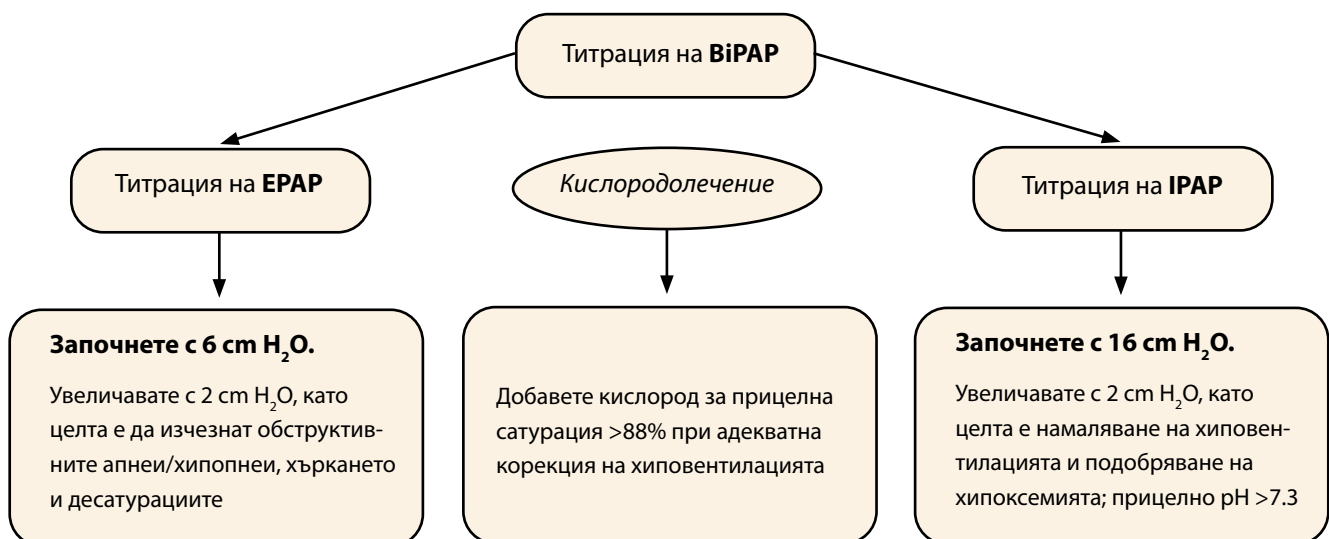 Титрация на BiPAP
Титрация на EPAP
Кислородолечение
Титрация на IPAP
Започнете с 6 cm H₂O.
Увеличавате с 2 cm H₂O, като
целта е да изчезнат обструктив-
ните апнеи/хипопнеи, хъркането
и десатурациите
Добавете кислород за прицелна
сатурация >88% при адекватна
корекция на хиповентилацията
Започнете с 16 cm H₂O.
Увеличавате с 2 cm H₂O, като
целта е намаляване на хиповен-
тилацията и подобряване на
хипоксемията; прицелно pH >7.3